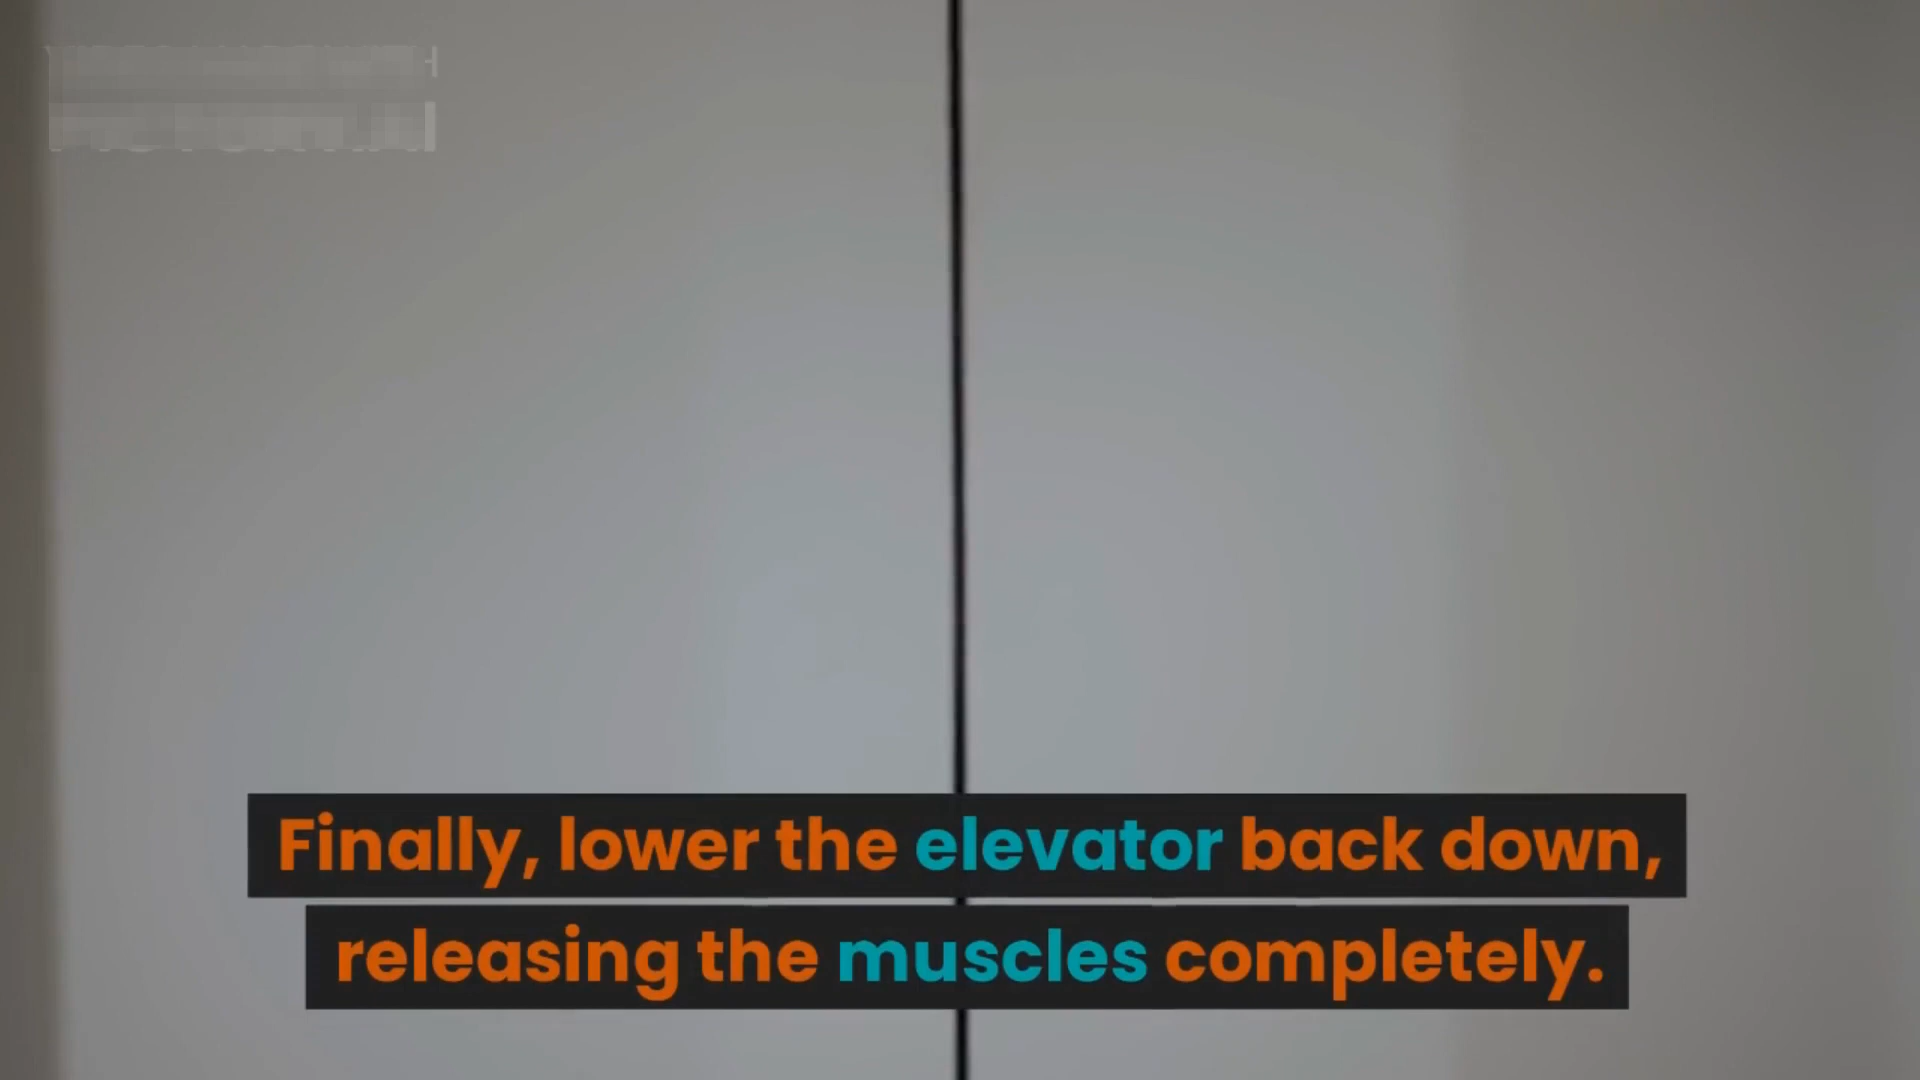 Finally, lower the elevator back down,
releasing the muscles completely.